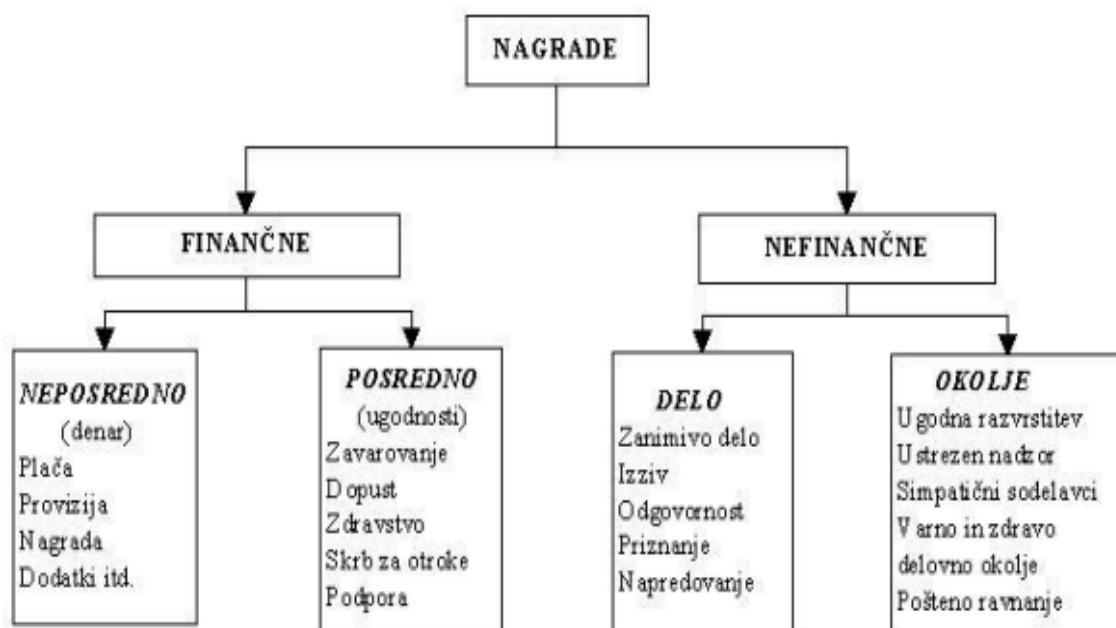 NAGRADE
FINANČNE
NEFINANČNE
NEPOSREDNO
(denar)
Plača
Provizija
Nagrada
Dodatki itd.
POSREDNO
(ugodnosti)
Zavarovanje
Dopust
Zdravstvo
Skrb za otroke
Podpora
DELO
Zanimivo delo
Izziv
Odgovornost
Priznanje
Napredovanje
OKOLJE
Ugodna razvrstitev
Ustrezen nadzor
Simpatični sodelavci
Varno in zdravo
delovno okolje
Pošteno ravnanje